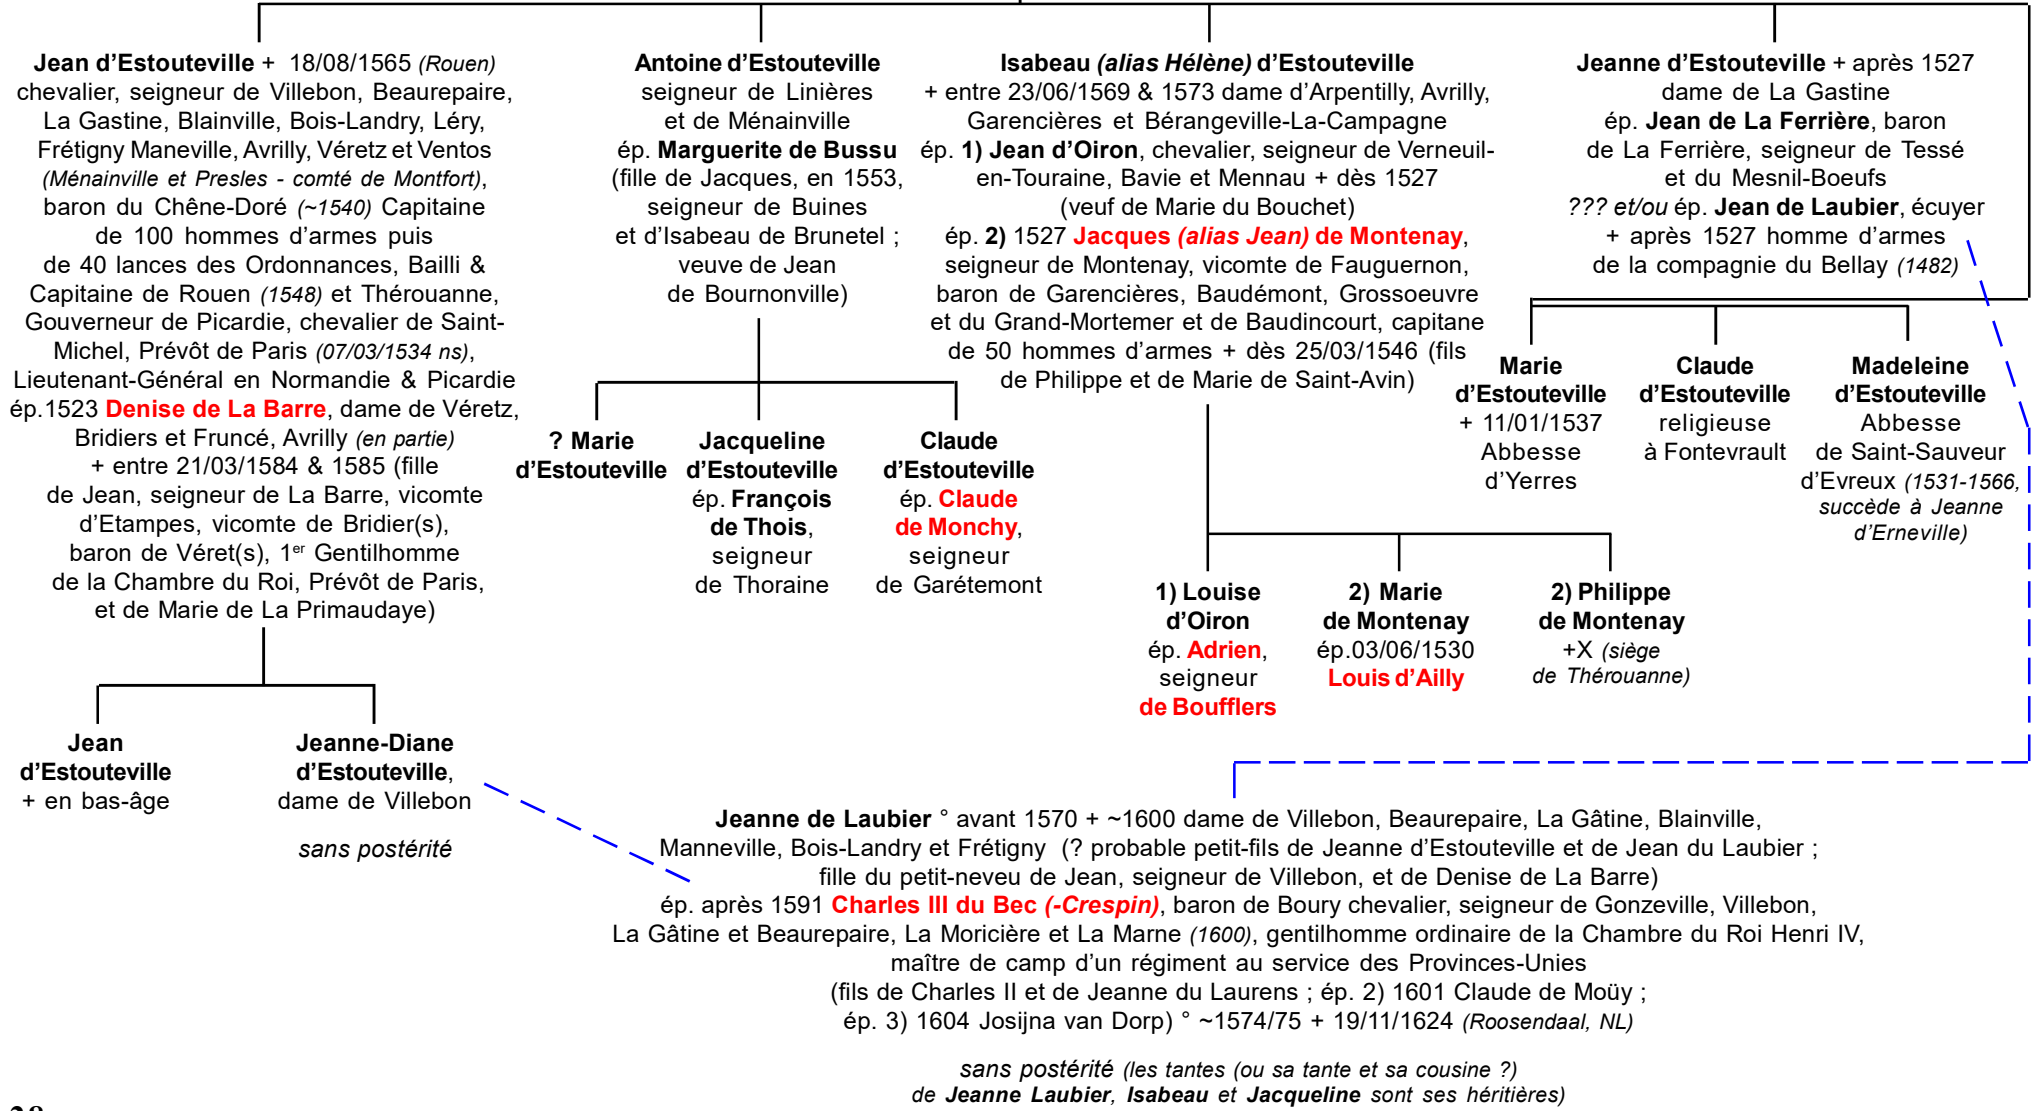 Jean d'Estouteville + 18/08/1565 (Rouen)
chevalier, seigneur de Villebon, Beaurepaire,
La Gastine, Blainville, Bois-Landry, Léry,
Frétigny Maneville, Avrilly, Véretz et Ventos
(Ménainville et Presles - comté de Montfort),
baron du Chêne-Doré (~1540) Capitaine
de 100 hommes d'armes puis
de 40 lances des Ordonnances, Bailli &
Capitaine de Rouen (1548) et Thérouanne,
Gouverneur de Picardie, chevalier de Saint-
Michel, Prévôt de Paris (07/03/1534 ns),
Lieutenant-Général en Normandie & Picardie
ép.1523 Denise de La Barre, dame de Véretz,
Bridiers et Fruncé, Avrilly (en partie)
+ entre 21/03/1584 & 1585 (fille
de Jean, seigneur de La Barre, vicomte
d'Etampes, vicomte de Bridier(s),
baron de Véret(s), 1er Gentilhomme
de la Chambre du Roi, Prévôt de Paris,
et de Marie de La Primaudaye)
Antoine d'Estouteville
seigneur de Linières
et de Ménainville
ép. Marguerite de Bussu
(fille de Jacques, en 1553,
seigneur de Buines
et d'Isabeau de Brunetel ;
veuve de Jean
de Bournonville)
Isabeau (alias Hélène) d'Estouteville
+ entre 23/06/1569 & 1573 dame d'Arpentilly, Avrilly,
Garencières et Bérangeville-La-Campagne
ép. 1) Jean d'Oiron, chevalier, seigneur de Verneuil-
en-Touraine, Bavie et Mennau + dès 1527
(veuf de Marie du Bouchet)
ép. 2) 1527 Jacques (alias Jean) de Montenay,
seigneur de Montenay, vicomte de Fauguernon,
baron de Garencières, Baudémont, Grossoeuvre
et du Grand-Mortemer et de Baudincourt, capitane
de 50 hommes d'armes + dès 25/03/1546 (fils
de Philippe et de Marie de Saint-Avin)
Jeanne d'Estouteville + après 1527
dame de La Gastine
ép. Jean de La Ferrière, baron
de La Ferrière, seigneur de Tessé
et du Mesnil-Boeufs
??? et/ou ép. Jean de Laubier, écuyer
+ après 1527 homme d'armes
de la compagnie du Bellay (1482)
Marie
d'Estouteville
+ 11/01/1537
Abbesse
d'Yerres
Claude
d'Estouteville
religieuse
à Fontevrault
Madeleine
d'Estouteville
Abbesse
de Saint-Sauveur
d'Evreux (1531-1566,
succède à Jeanne
d'Erneville)
? Marie
d'Estouteville
Jacqueline
d'Estouteville
ép. François
de Thois,
seigneur
de Thoraine
Claude
d'Estouteville
ép. Claude
de Monchy,
seigneur
de Garétemont
1) Louise
d'Oiron
ép. Adrien,
seigneur
de Boufflers
2) Marie
de Montenay
ép.03/06/1530
Louis d'Ailly
2) Philippe
de Montenay
+X (siège
de Thérouanne)
Jean
d'Estouteville
+ en bas-âge
Jeanne-Diane
d'Estouteville,
dame de Villebon
sans postérité
Jeanne de Laubier ° avant 1570 + ~1600 dame de Villebon, Beaurepaire, La Gâtine, Blainville,
Manneville, Bois-Landry et Frétigny (? probable petit-fils de Jeanne d'Estouteville et de Jean du Laubier ;
fille du petit-neveu de Jean, seigneur de Villebon, et de Denise de La Barre)
ép. après 1591 Charles III du Bec (-Crespin), baron de Boury chevalier, seigneur de Gonzeville, Villebon,
La Gâtine et Beaurepaire, La Moricière et La Marne (1600), gentilhomme ordinaire de la Chambre du Roi Henri IV,
maître de camp d'un régiment au service des Provinces-Unies
(fils de Charles II et de Jeanne du Laurens ; ép. 2) 1601 Claude de Moüy ;
ép. 3) 1604 Josijna van Dorp) ° ~1574/75 + 19/11/1624 (Roosendaal, NL)
sans postérité (les tantes (ou sa tante et sa cousine ?)
de Jeanne Laubier, Isabeau et Jacqueline sont ses héritières)